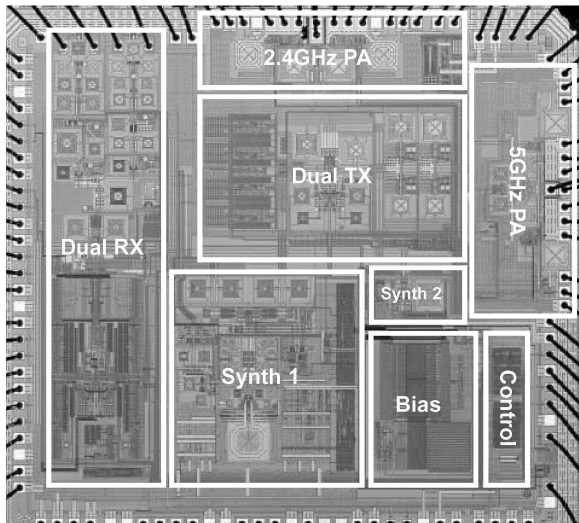 2.4GHz PA
Dual TX
5GHz PA
Dual RX
Synth 2
Synth 1
Bias
Control